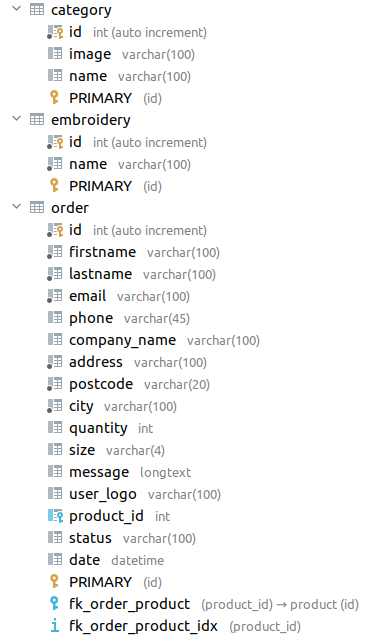 category
id int (auto increment)
image varchar(100)
name varchar(100)
PRIMARY (id)
embroidery
id int (auto increment)
name varchar(100)
PRIMARY (id)
order
id int (auto increment)
firstname varchar(100)
lastname varchar(100)
email varchar(100)
phone varchar(45)
company_name varchar(100)
address varchar(100)
postcode varchar(20)
city varchar(100)
quantity int
size varchar(4)
message longtext
user_logo varchar(100)
product_id int
status varchar(100)
date datetime
PRIMARY (id)
fk_order_product (product_id) → product (id)
fk_order_product_idx (product_id)